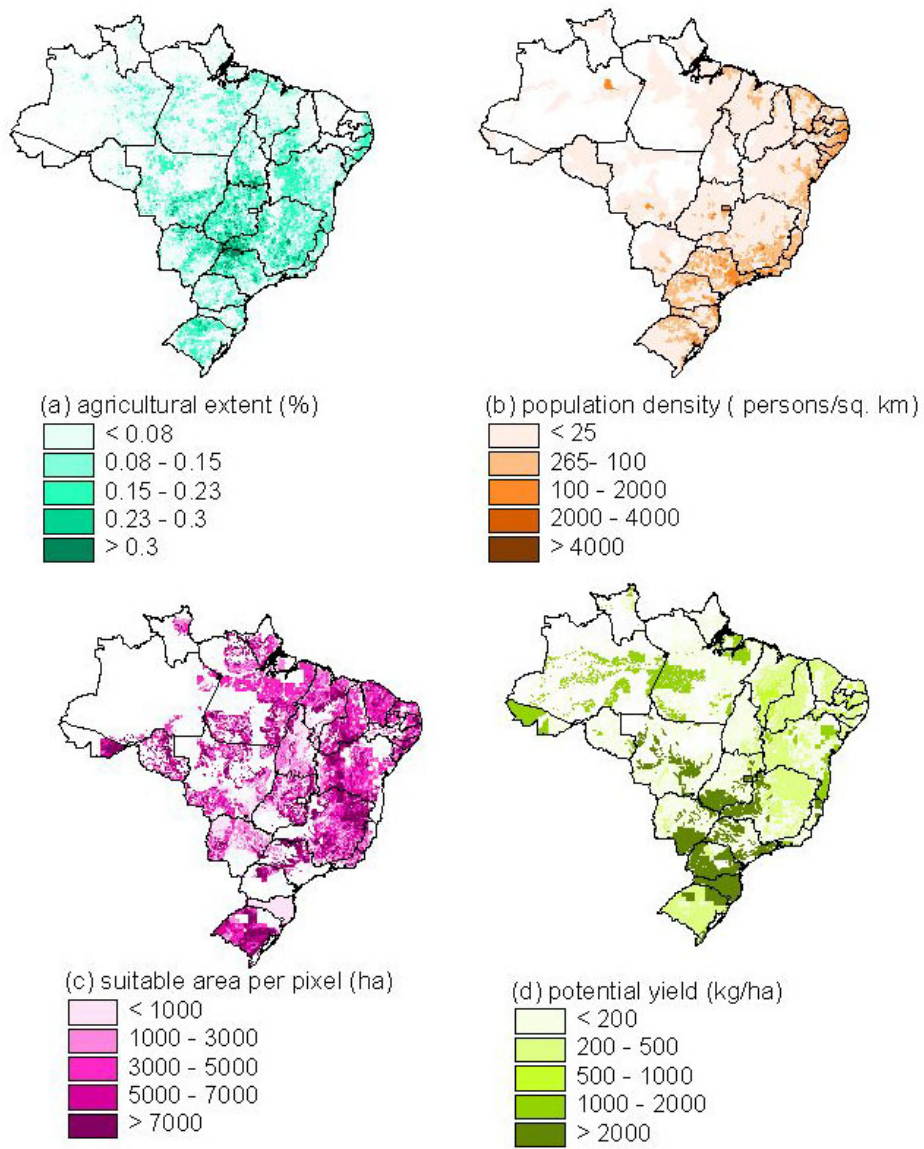 (a) agricultural extent (%)
< 0.08
0.08 - 0.15
0.15 - 0.23
0.23 - 0.3
> 0.3
(b) population density ( persons/sq. km)
< 25
265- 100
100 - 2000
2000 - 4000
> 4000
(c) suitable area per pixel (ha)
< 1000
1000 - 3000
3000 - 5000
5000 - 7000
> 7000
(d) potential yield (kg/ha)
< 200
200 - 500
500 - 1000
1000 - 2000
> 2000